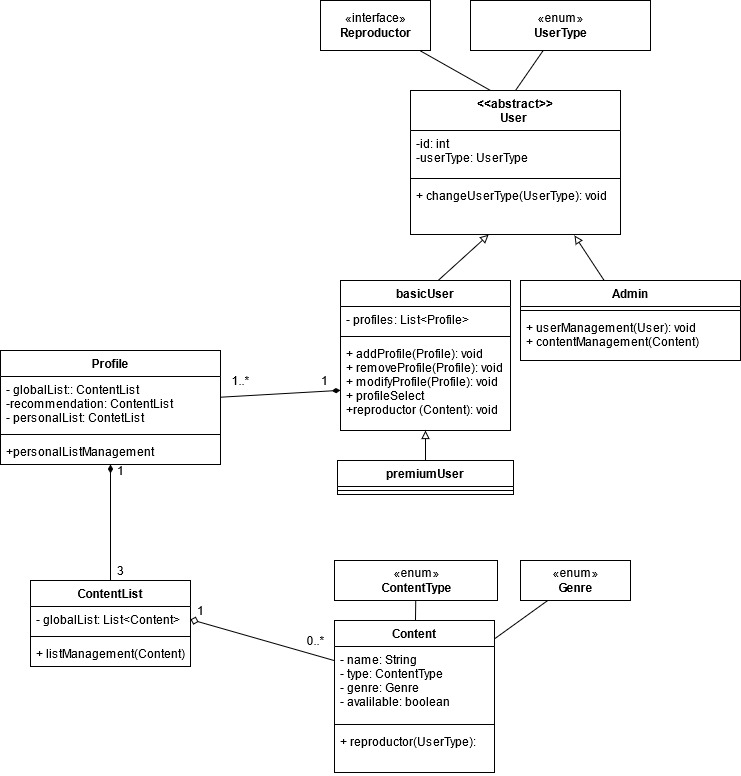 «interface»
Reproductor
«enum»
UserType
<<abstract>>
User
-id: int
-userType: UserType
+ changeUserType(UserType): void
basicUser
- profiles: List<Profile>
+ addProfile(Profile): void
+ removeProfile(Profile): void
+ modifyProfile(Profile): void
+ profileSelect
+reproductor (Content): void
Admin
+ userManagement(User): void
+ contentManagement(Content)
Profile
- globalList:: ContentList
-recommendation: ContentList
- personalList: ContetList
+personalListManagement
1..*
1
premiumUser
1
3
ContentList
- globalList: List<Content>
+ listManagement(Content)
1
0..*
«enum»
ContentType
«enum»
Genre
Content
- name: String
- type: ContentType
- genre: Genre
- avalilable: boolean
+ reproductor(UserType):